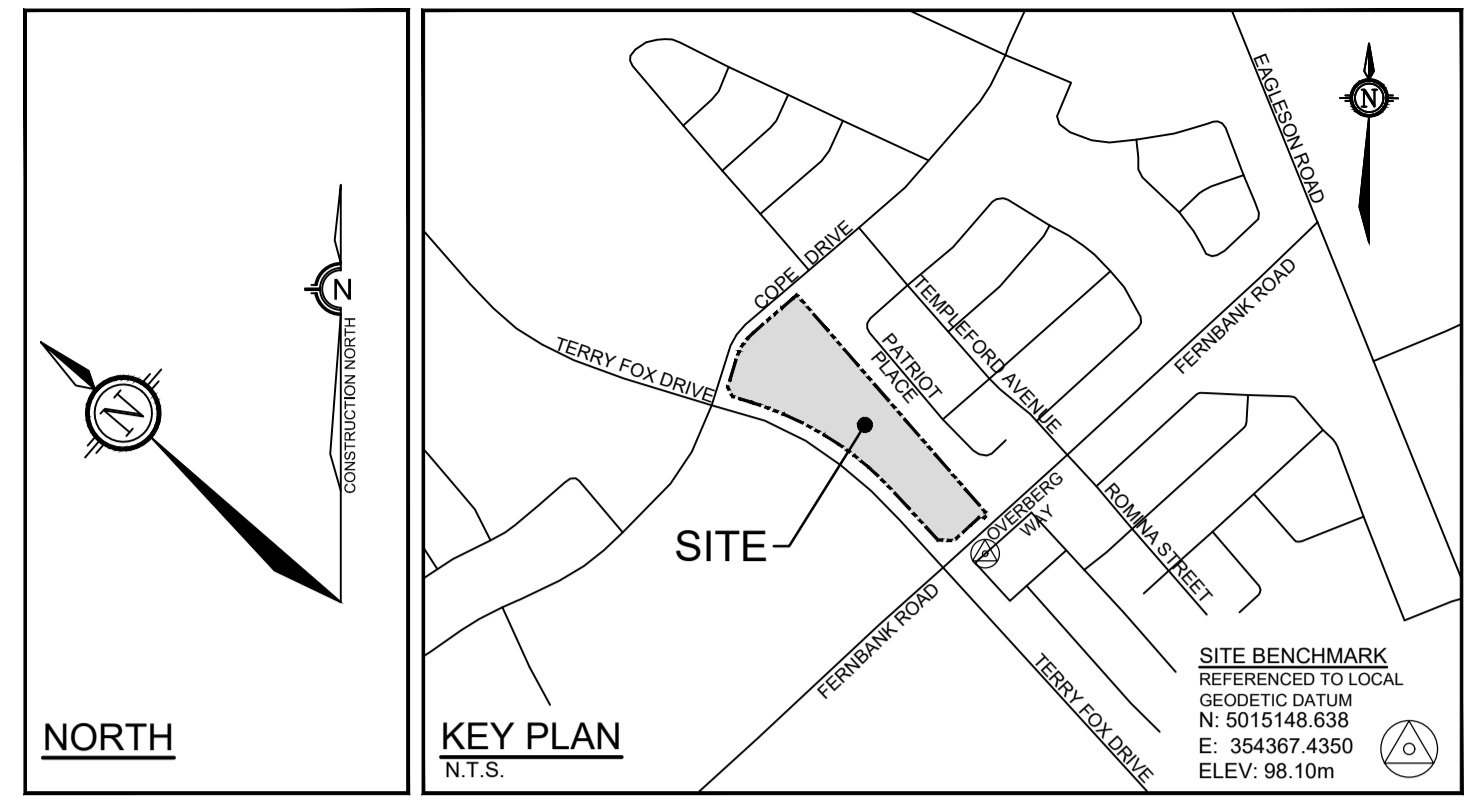 N
N
CONSTRUCTION NORTH
NORTH
N
EAGLESON ROAD
COPE DRIVE
TERRY FOX DRIVE
TEMPLEFORD AVENUE
PATRIOT
PLACE
FERNBANK ROAD
SITE
OVERBERG
WAY
ROMINA STREET
FERNBANK ROAD
TERRY FOX DRIVE
KEY PLAN
N.T.S.
SITE BENCHMARK
REFERENCED TO LOCAL
GEODETIC DATUM
N: 5015148.638
E: 354367.4350
ELEV: 98.10m